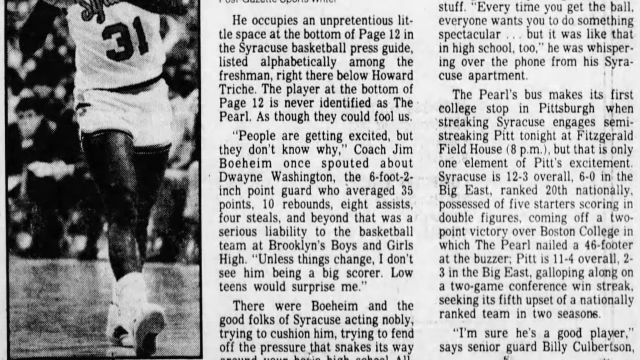 Syracuse
31
Post-Gazette Sports Writer
He occupies an unpretentious lit-
tle space at the bottom of Page 12 in
the Syracuse basketball press guide,
listed alphabetically among the
freshman, right there below Howard
Triche. The player at the bottom of
Page 12 is never identified as The
Pearl. As though they could fool us.
"People are getting excited, but
they don't know why," Coach Jim
Boeheim once spouted about
Dwayne Washington, the 6-foot-2-
inch point guard who averaged 35
points, 10 rebounds, eight assists,
four steals, and beyond that was a
serious liability to the basketball
team at Brooklyn's Boys and Girls
High. "Unless things change, I don't
see him being a big scorer. Low
teens would surprise me."
There were Boeheim and the
good folks of Syracuse acting nobly,
trying to cushion him, trying to fend
off the pressure that snakes its way
around your high school All-
stuff. "Every time you get the ball,
everyone wants you to do something
spectacular . . . but it was like that
in high school, too," he was whisper-
ing over the phone from his Syra-
cuse apartment.
The Pearl's bus makes its first
college stop in Pittsburgh when
streaking Syracuse engages semi-
streaking Pitt tonight at Fitzgerald
Field House (8 p.m.), but that is only
one element of Pitt's excitement.
Syracuse is 12-3 overall, 6-0 in the
Big East, ranked 20th nationally,
possessed of five starters scoring in
double figures, coming off a two-
point victory over Boston College in
which The Pearl nailed a 46-footer
at the buzzer; Pitt is 11-4 overall, 2-
3 in the Big East, galloping along on
a two-game conference win streak,
seeking its fifth upset of a nationally
ranked team in two seasons.
"I'm sure he's a good player,"
says senior guard Billy Culbertson,